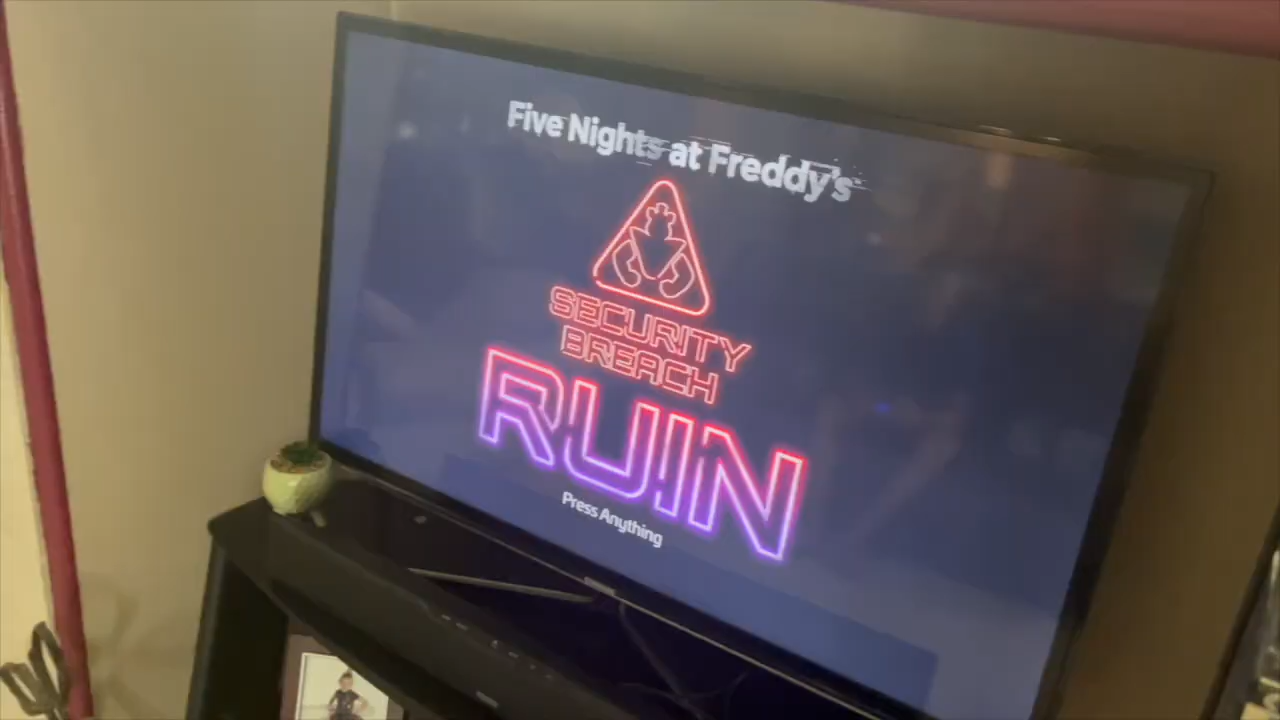 Five Nights at Freddy's
SECURITY
BREACH
RUIN
Press Anything